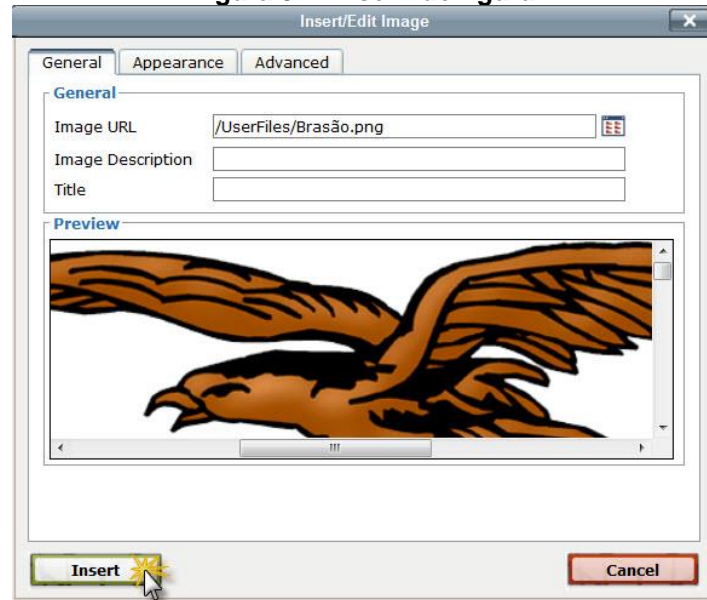 Insert/Edit Image
General Appearance Advanced
General
Image URL /UserFiles/Brasão.png
Image Description
Title
Preview
Insert Cancel